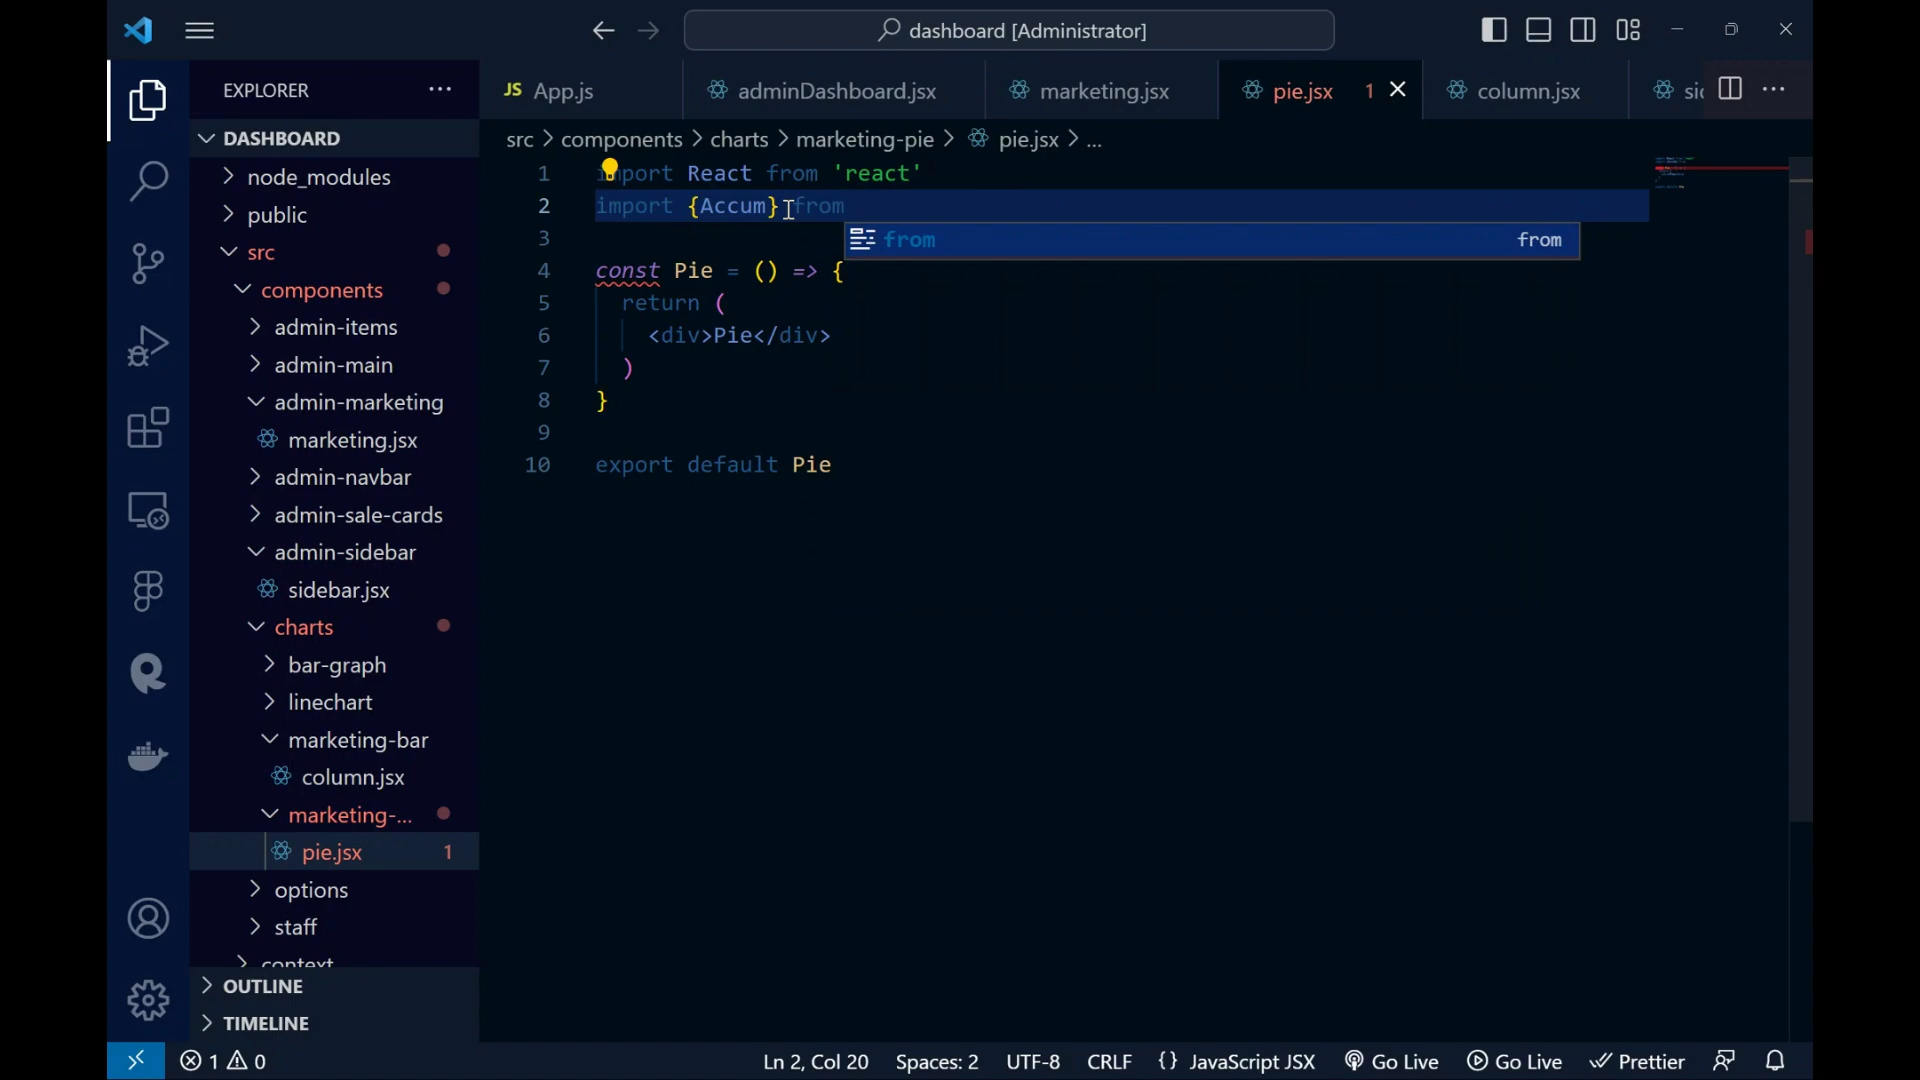 dashboard [Administrator]
EXPLORER
JS App.js
adminDashboard.jsx
marketing.jsx
pie.jsx 1
column.jsx
DASHBOARD
src > components > charts > marketing-pie > pie.jsx > ...
node_modules
public
src
components
admin-items
admin-main
admin-marketing
marketing.jsx
admin-navbar
admin-sale-cards
admin-sidebar
sidebar.jsx
charts
bar-graph
linechart
marketing-bar
column.jsx
marketing-...
pie.jsx 1
options
staff
context
OUTLINE
TIMELINE
1 import React from 'react'
2 import {Accum} from
from from
3
4 const Pie = () => {
5 return (
6 <div>Pie</div>
7 )
8 }
9
10 export default Pie
1 0 Ln 2, Col 20 Spaces: 2 UTF-8 CRLF {} JavaScript JSX Go Live Go Live Prettier